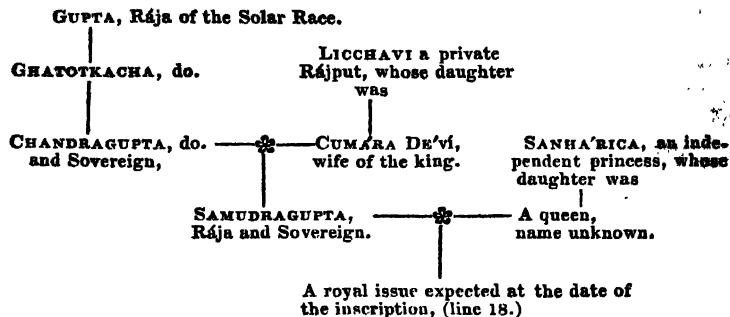 GUPTA, Rája of the Solar Race.
GHATOTKACHA, do.
LICCHAVI a private
Rájput, whose daughter
was
CHANDRAGUPTA, do.
and Sovereign,
CUMÁRA DE'ví,
wife of the king.
SANHA'RICA, an inde-
pendent princess, whose
daughter was
SAMUDRAGUPTA,
Rája and Sovereign.
A queen,
name unknown.
A royal issue expected at the date of
the inscription, (line 18.)